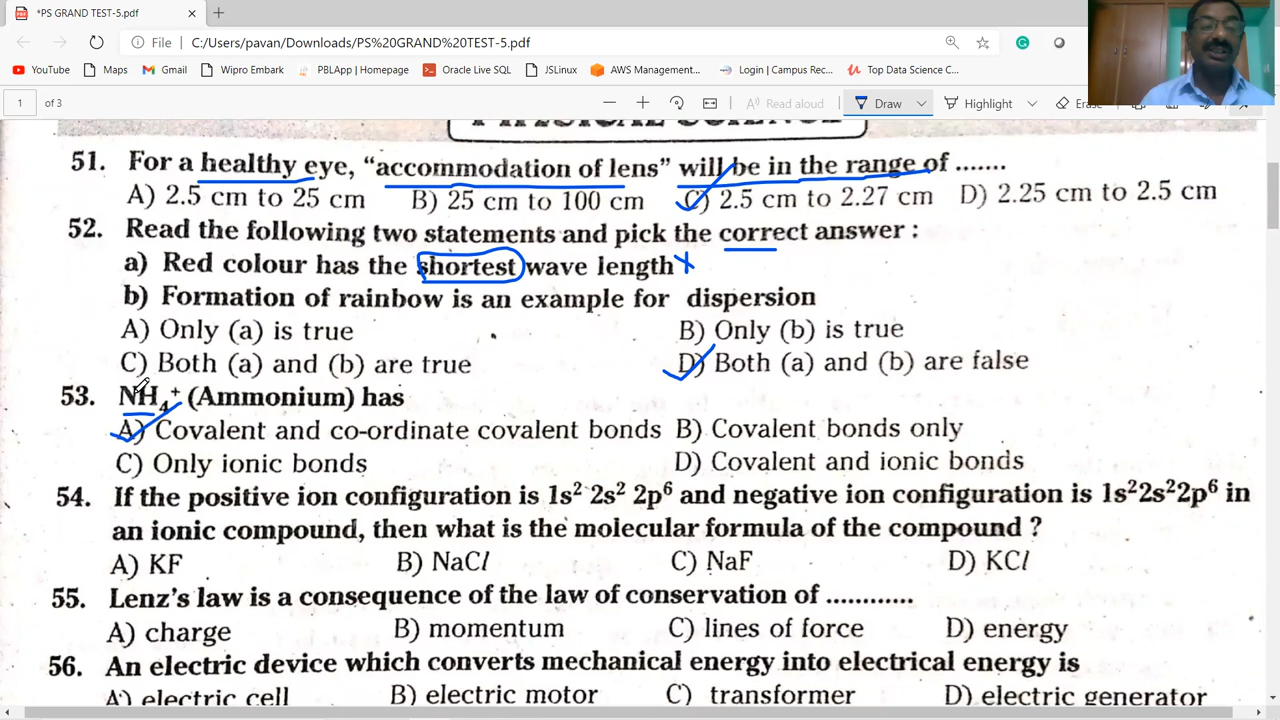 *PS GRAND TEST-5.pdf
File C:/Users/pavan/Downloads/PS%20GRAND%20TEST-5.pdf
YouTube Maps Gmail Wipro Embark PBLApp | Homepage Oracle Live SQL JSLinux AWS Management... Login | Campus Rec... Top Data Science C...
1 of 3 Read aloud Draw Highlight Erase
PHYSICAL SCIENCE
51. For a healthy eye, “accommodation of lens” will be in the range of .......
A) 2.5 cm to 25 cm B) 25 cm to 100 cm C) 2.5 cm to 2.27 cm D) 2.25 cm to 2.5 cm
52. Read the following two statements and pick the correct answer :
a) Red colour has the shortest wave length
b) Formation of rainbow is an example for dispersion
A) Only (a) is true B) Only (b) is true
C) Both (a) and (b) are true D) Both (a) and (b) are false
53. NH₄⁺ (Ammonium) has
A) Covalent and co-ordinate covalent bonds B) Covalent bonds only
C) Only ionic bonds D) Covalent and ionic bonds
54. If the positive ion configuration is 1s² 2s² 2p⁶ and negative ion configuration is 1s²2s²2p⁶ in
an ionic compound, then what is the molecular formula of the compound ?
A) KF B) NaCl C) NaF D) KCl
55. Lenz's law is a consequence of the law of conservation of ............
A) charge B) momentum C) lines of force D) energy
56. An electric device which converts mechanical energy into electrical energy is
A) electric cell B) electric motor C) transformer D) electric generator